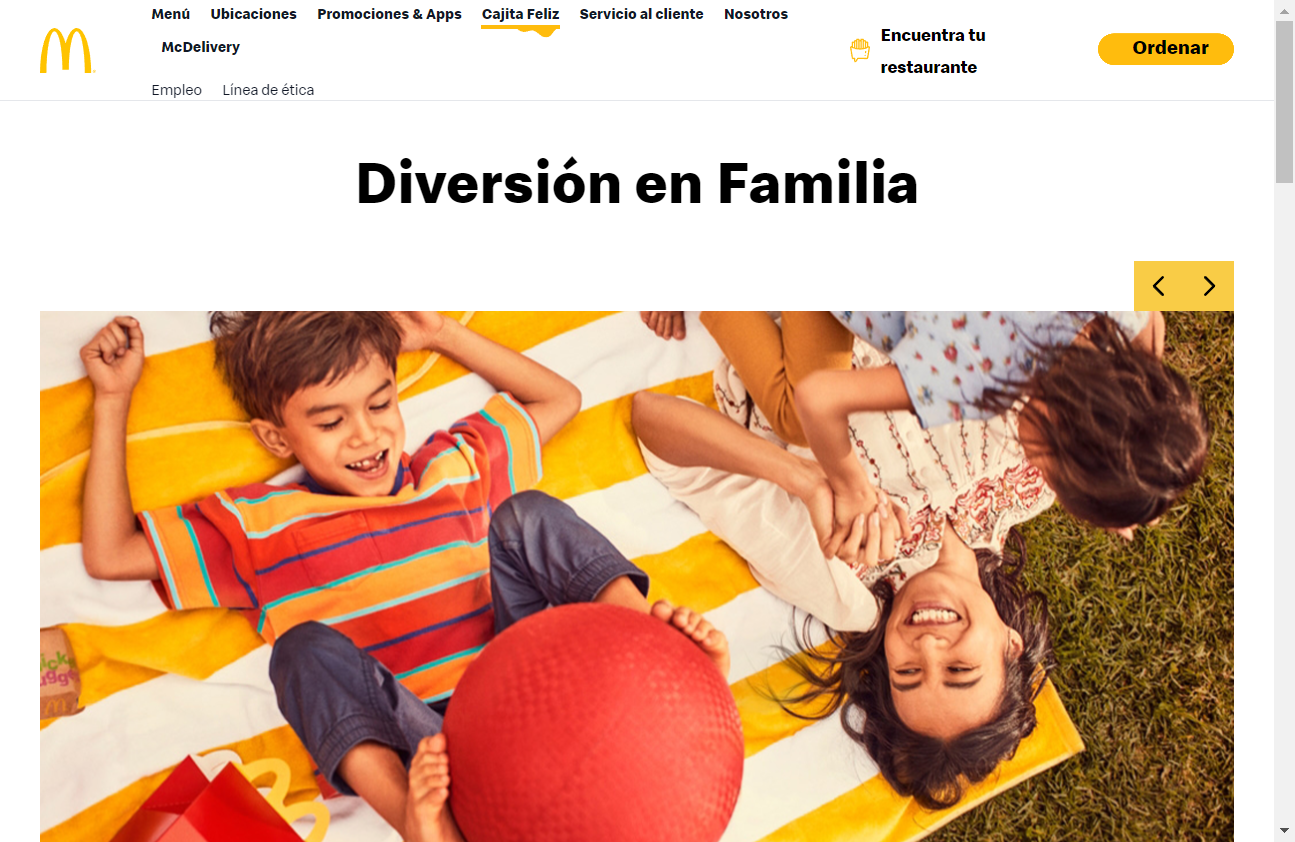 Menú Ubicaciones Promociones & Apps Cajita Feliz Servicio al cliente Nosotros
McDelivery
Empleo Línea de ética
Encuentra tu
restaurante
Ordenar
Diversión en Familia